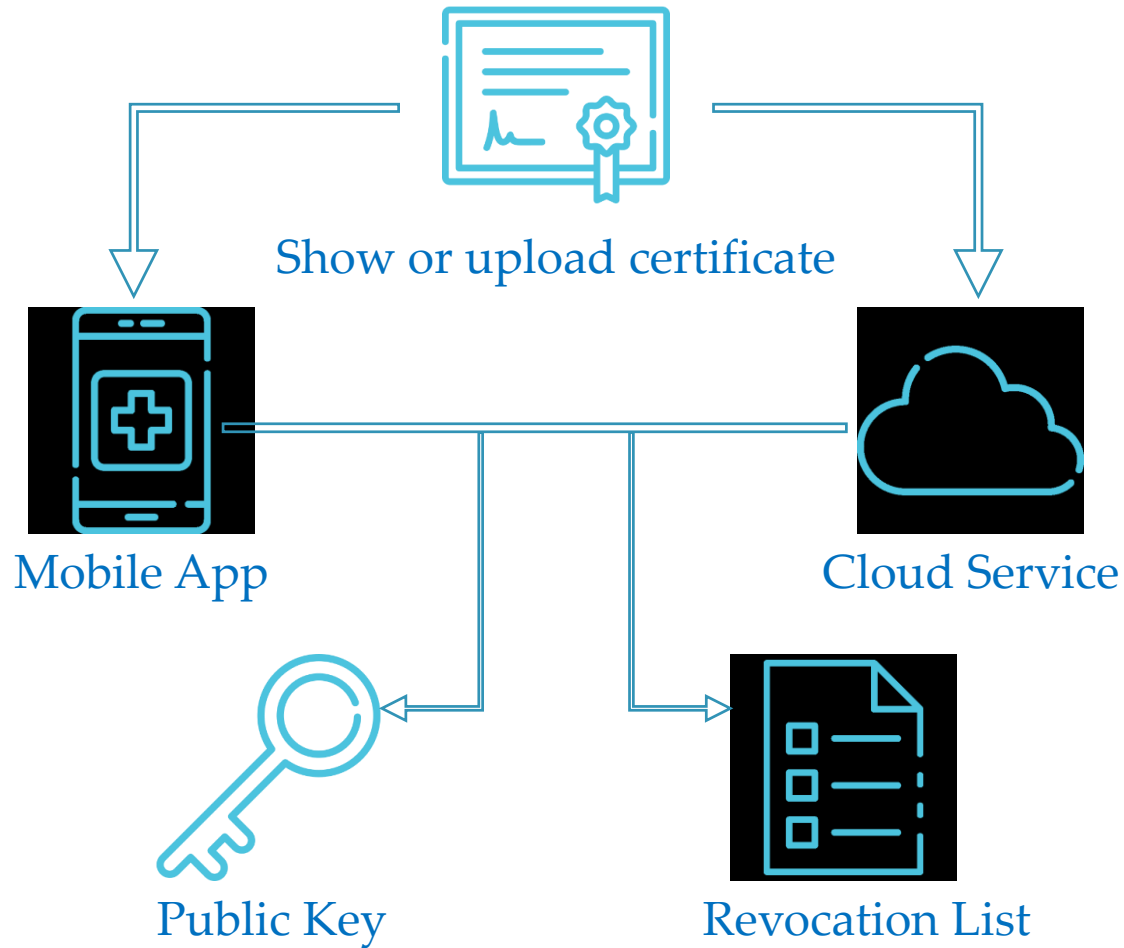 Show or upload certificate
Mobile App
Cloud Service
Public Key
Revocation List